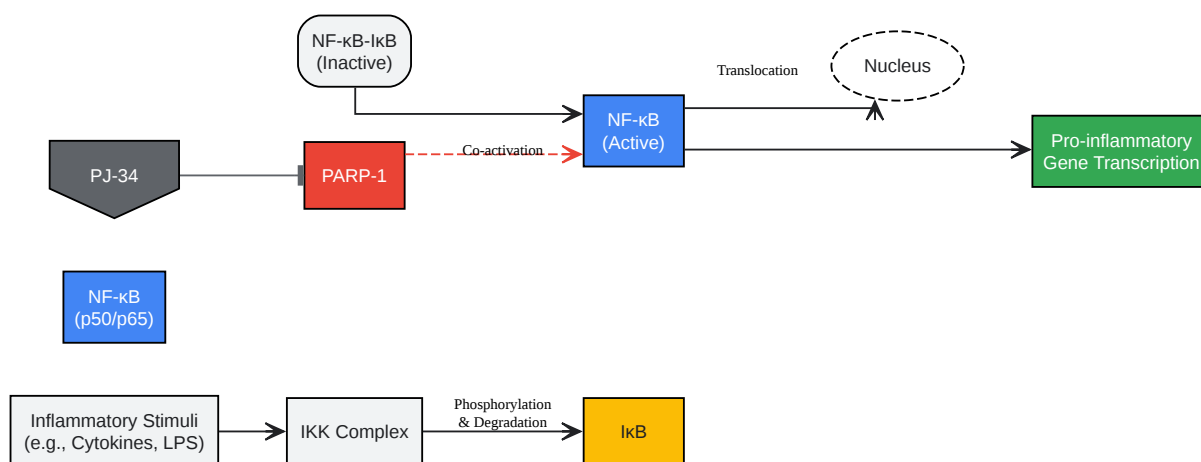 NF-κB-IκB
(Inactive)
Nucleus
Translocation
NF-κB
(Active)
Pro-inflammatory
Gene Transcription
Co-activation
PJ-34
PARP-1
NF-κB
(p50/p65)
Inflammatory Stimuli
(e.g., Cytokines, LPS)
IKK Complex
Phosphorylation
& Degradation
IκB